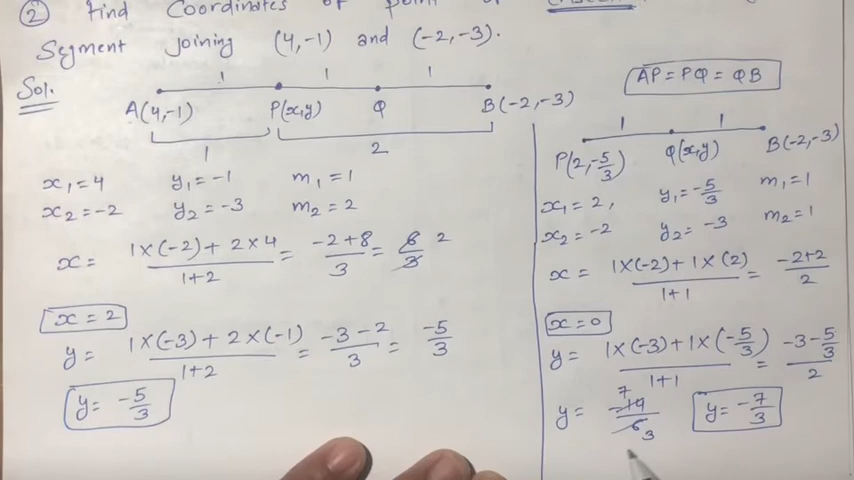 ② Find Coordinates of point of
Segment joining (4,-1) and (-2,-3).
Sol.
1 1 1
A(4,-1) P(x,y) Q B(-2,-3)
1 2
x₁=4 y₁=-1 m₁=1
x₂=-2 y₂=-3 m₂=2
x = 1×(-2)+2×4/1+2 = -2+8/3 = 6/3 2
x=2
y= 1×(-3)+2×(-1)/1+2 = -3-2/3 = -5/3
y= -5/3
AP=PQ=QB
1 1
P(2,-5/3) Q(x,y) B(-2,-3)
x₁=2, y₁=-5/3 m₁=1
x₂=-2 y₂=-3 m₂=1
x = 1×(-2)+1×(2)/1+1 = -2+2/2
x=0
y= 1×(-3)+1×(-5/3)/1+1 = -3-5/3/2
y= 7 -14/6 3 y=-7/3